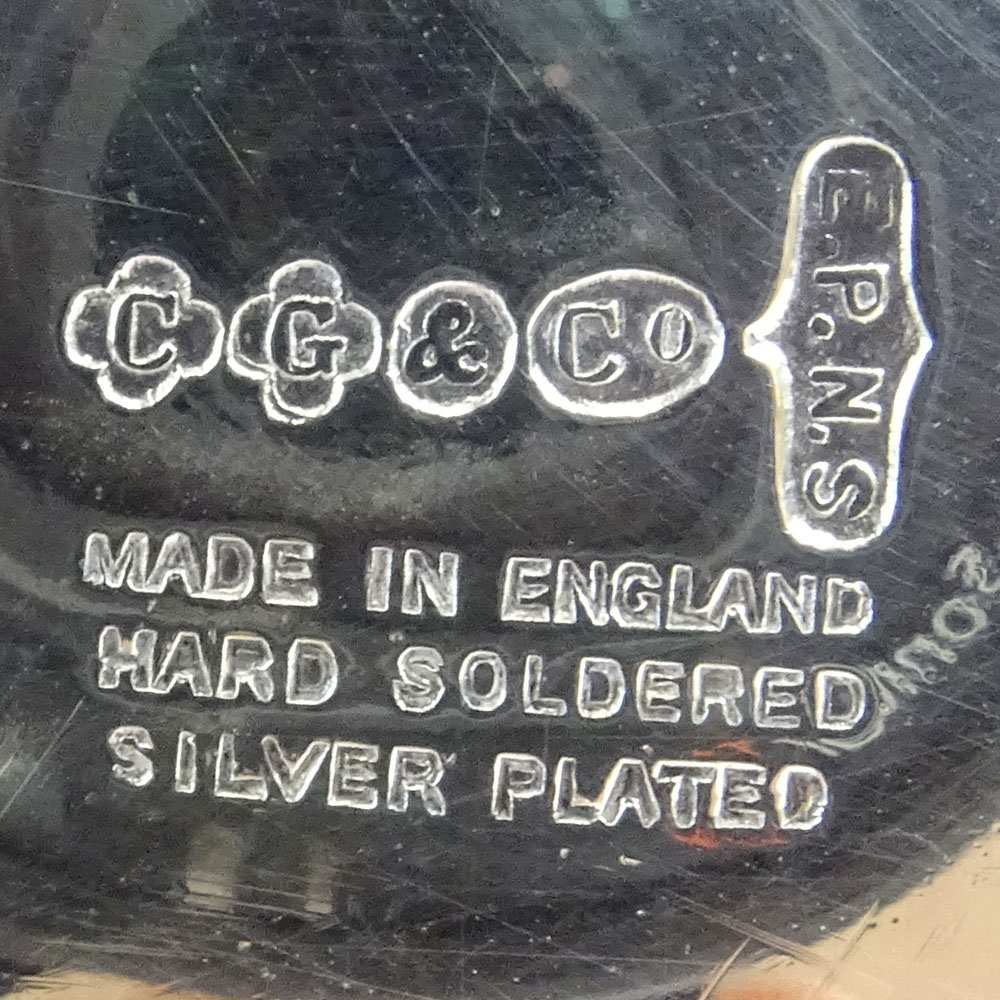 C G & Co
E.P.N.S
MADE IN ENGLAND
HARD SOLDERED
SILVER PLATED